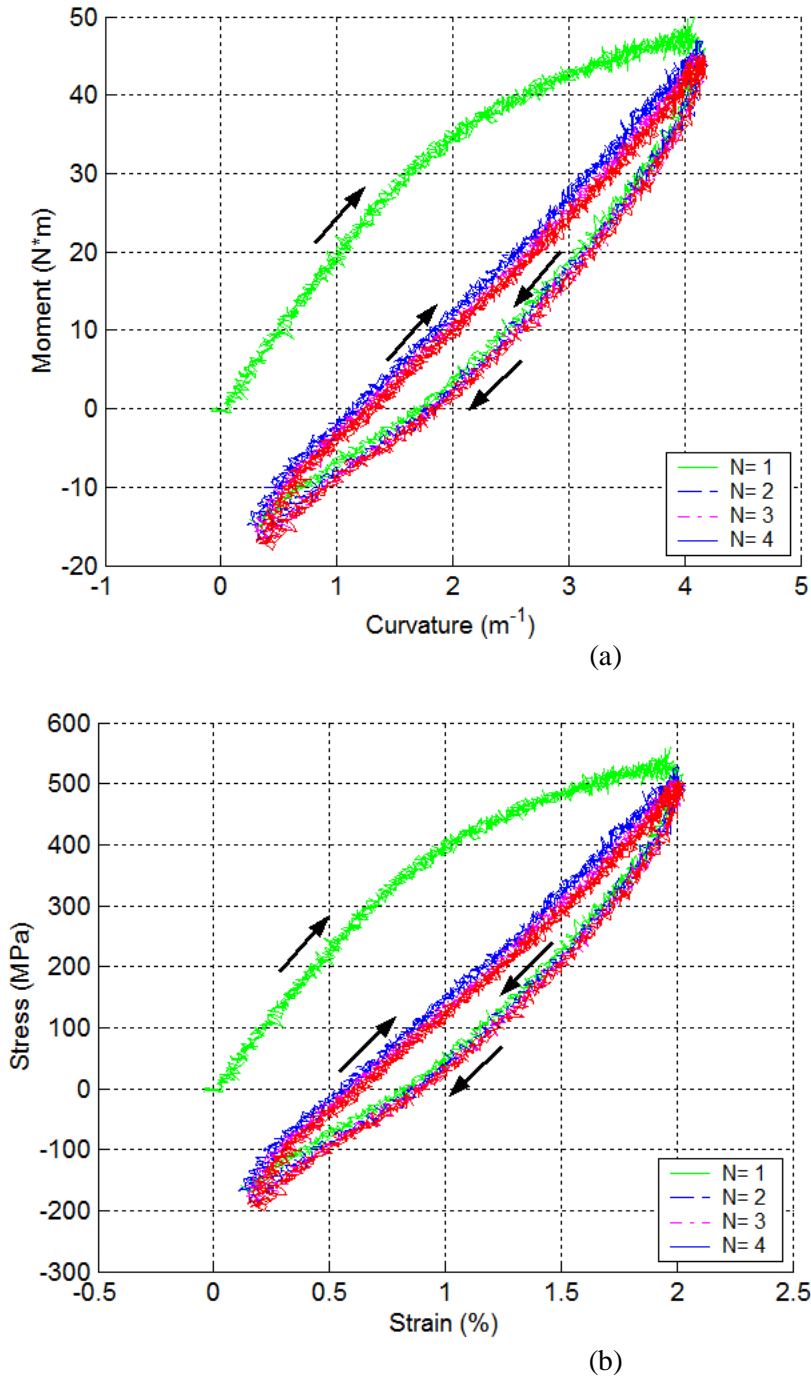 50
40
30
20
10
0
-10
-20
Moment (N*m)
-1 0 1 2 3 4 5
Curvature (m⁻¹)
N= 1
N= 2
N= 3
N= 4
(a)
600
500
400
300
200
100
0
-100
-200
-300
Stress (MPa)
-0.5 0 0.5 1 1.5 2 2.5
Strain (%)
N= 1
N= 2
N= 3
N= 4
(b)